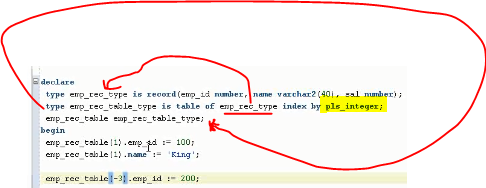 declare
type emp_rec_type is record(emp_id number, name varchar2(40), sal number);
type emp_rec_table_type is table of emp_rec_type index by pls_integer;
emp_rec_table emp_rec_table_type;
begin
emp_rec_table(1).emp_id := 100;
emp_rec_table(1).name := 'King';
emp_rec_table(-3).emp_id := 200;